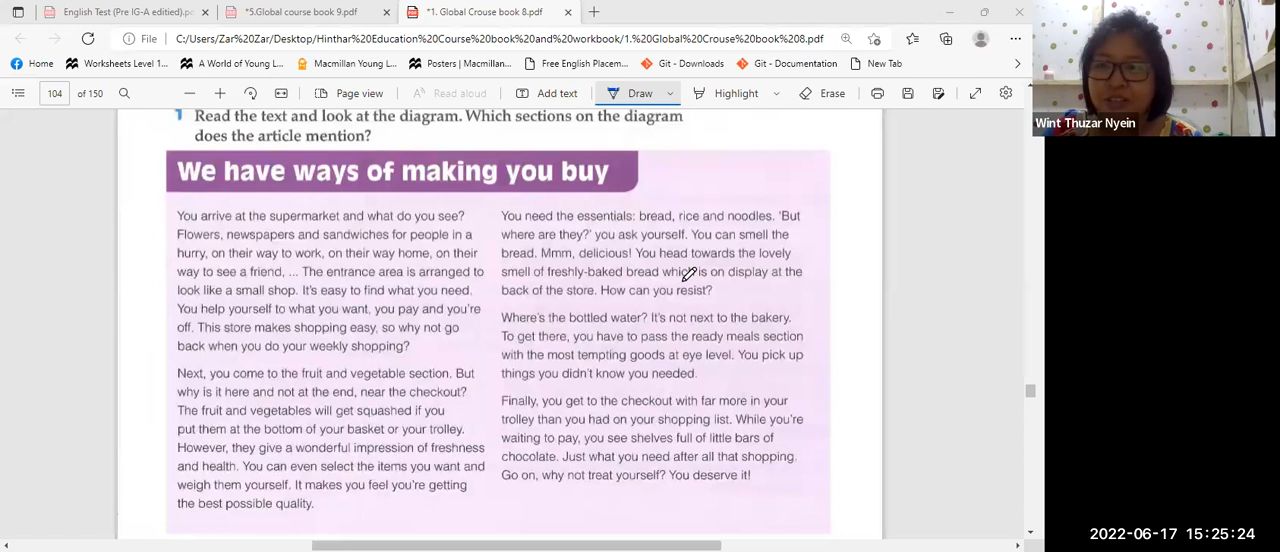 English Test (Pre IG-A editied).p
*5.Global course book 9.pdf
*1. Global Crouse book 8.pdf
File
C:/Users/Zar%20Zar/Desktop/Hinthar%20Education%20Course%20book%20and%20workbook/1.%20Global%20Crouse%20book%208.pdf
Home
Worksheets Level 1...
A World of Young L...
Macmillan Young L...
Posters | Macmillan...
Free English Placem...
Git - Downloads
Git - Documentation
New Tab
104 of 150
Page view
Read aloud
Add text
Draw
Highlight
Erase
Wint Thuzar Nyein
1 Read the text and look at the diagram. Which sections on the diagram
does the article mention?
We have ways of making you buy
You arrive at the supermarket and what do you see?
Flowers, newspapers and sandwiches for people in a
hurry, on their way to work, on their way home, on their
way to see a friend, ... The entrance area is arranged to
look like a small shop. It's easy to find what you need.
You help yourself to what you want, you pay and you're
off. This store makes shopping easy, so why not go
back when you do your weekly shopping?
Next, you come to the fruit and vegetable section. But
why is it here and not at the end, near the checkout?
The fruit and vegetables will get squashed if you
put them at the bottom of your basket or your trolley.
However, they give a wonderful impression of freshness
and health. You can even select the items you want and
weigh them yourself. It makes you feel you're getting
the best possible quality.
You need the essentials: bread, rice and noodles. 'But
where are they?' you ask yourself. You can smell the
bread. Mmm, delicious! You head towards the lovely
smell of freshly-baked bread which is on display at the
back of the store. How can you resist?
Where's the bottled water? It's not next to the bakery.
To get there, you have to pass the ready meals section
with the most tempting goods at eye level. You pick up
things you didn't know you needed.
Finally, you get to the checkout with far more in your
trolley than you had on your shopping list. While you're
waiting to pay, you see shelves full of little bars of
chocolate. Just what you need after all that shopping.
Go on, why not treat yourself? You deserve it!
2022-06-17 15:25:24